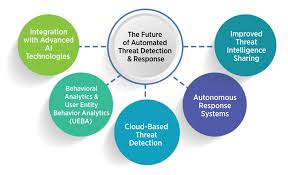 The Future
of Automated
Threat Detection
& Response
Integration
with Advanced
AI
Technologies
Behavioral
Analytics &
User Entity
Behavior Analytics
(UEBA)
Cloud-Based
Threat
Detection
Autonomous
Response
Systems
Improved
Threat
Intelligence
Sharing